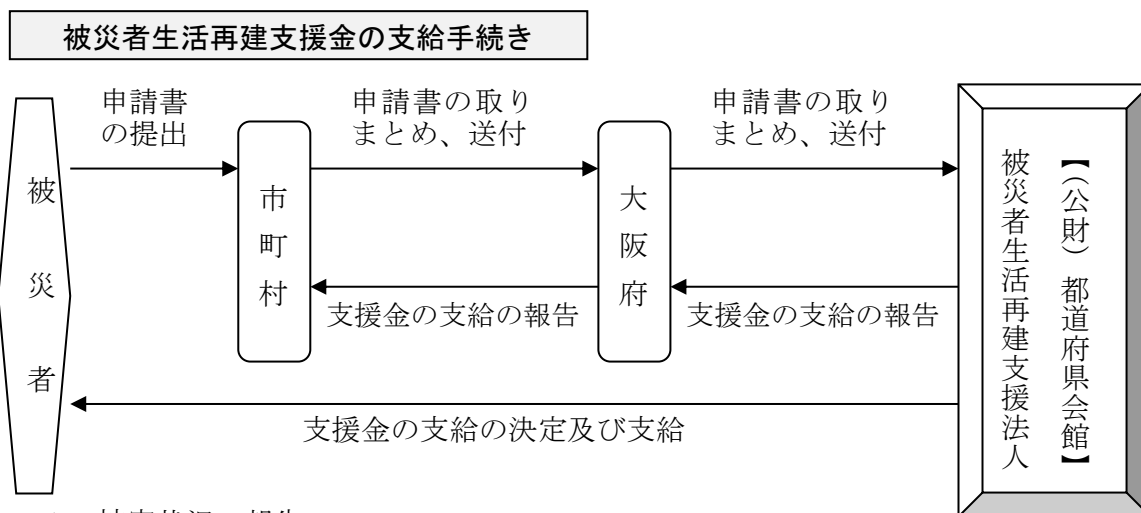 被災者生活再建支援金の支給手続き
申請書
の提出
申請書の取り
まとめ、送付
申請書の取り
まとめ、送付
被災者
市町村
大阪府
被災者生活再建支援法人
【(公財)都道府県会館】
支援金の支給の報告
支援金の支給の報告
支援金の支給の決定及び支給